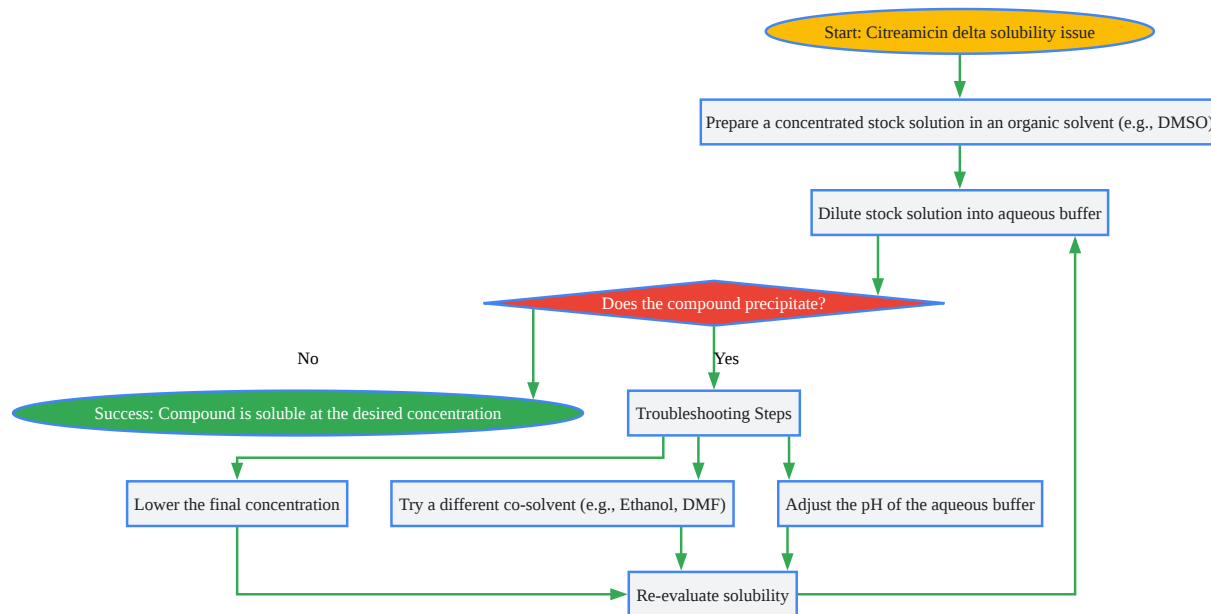 Start: Citreamicin delta solubility issue
Prepare a concentrated stock solution in an organic solvent (e.g., DMSO)
Dilute stock solution into aqueous buffer
Does the compound precipitate?
No
Yes
Success: Compound is soluble at the desired concentration
Troubleshooting Steps
Lower the final concentration
Try a different co-solvent (e.g., Ethanol, DMF)
Adjust the pH of the aqueous buffer
Re-evaluate solubility